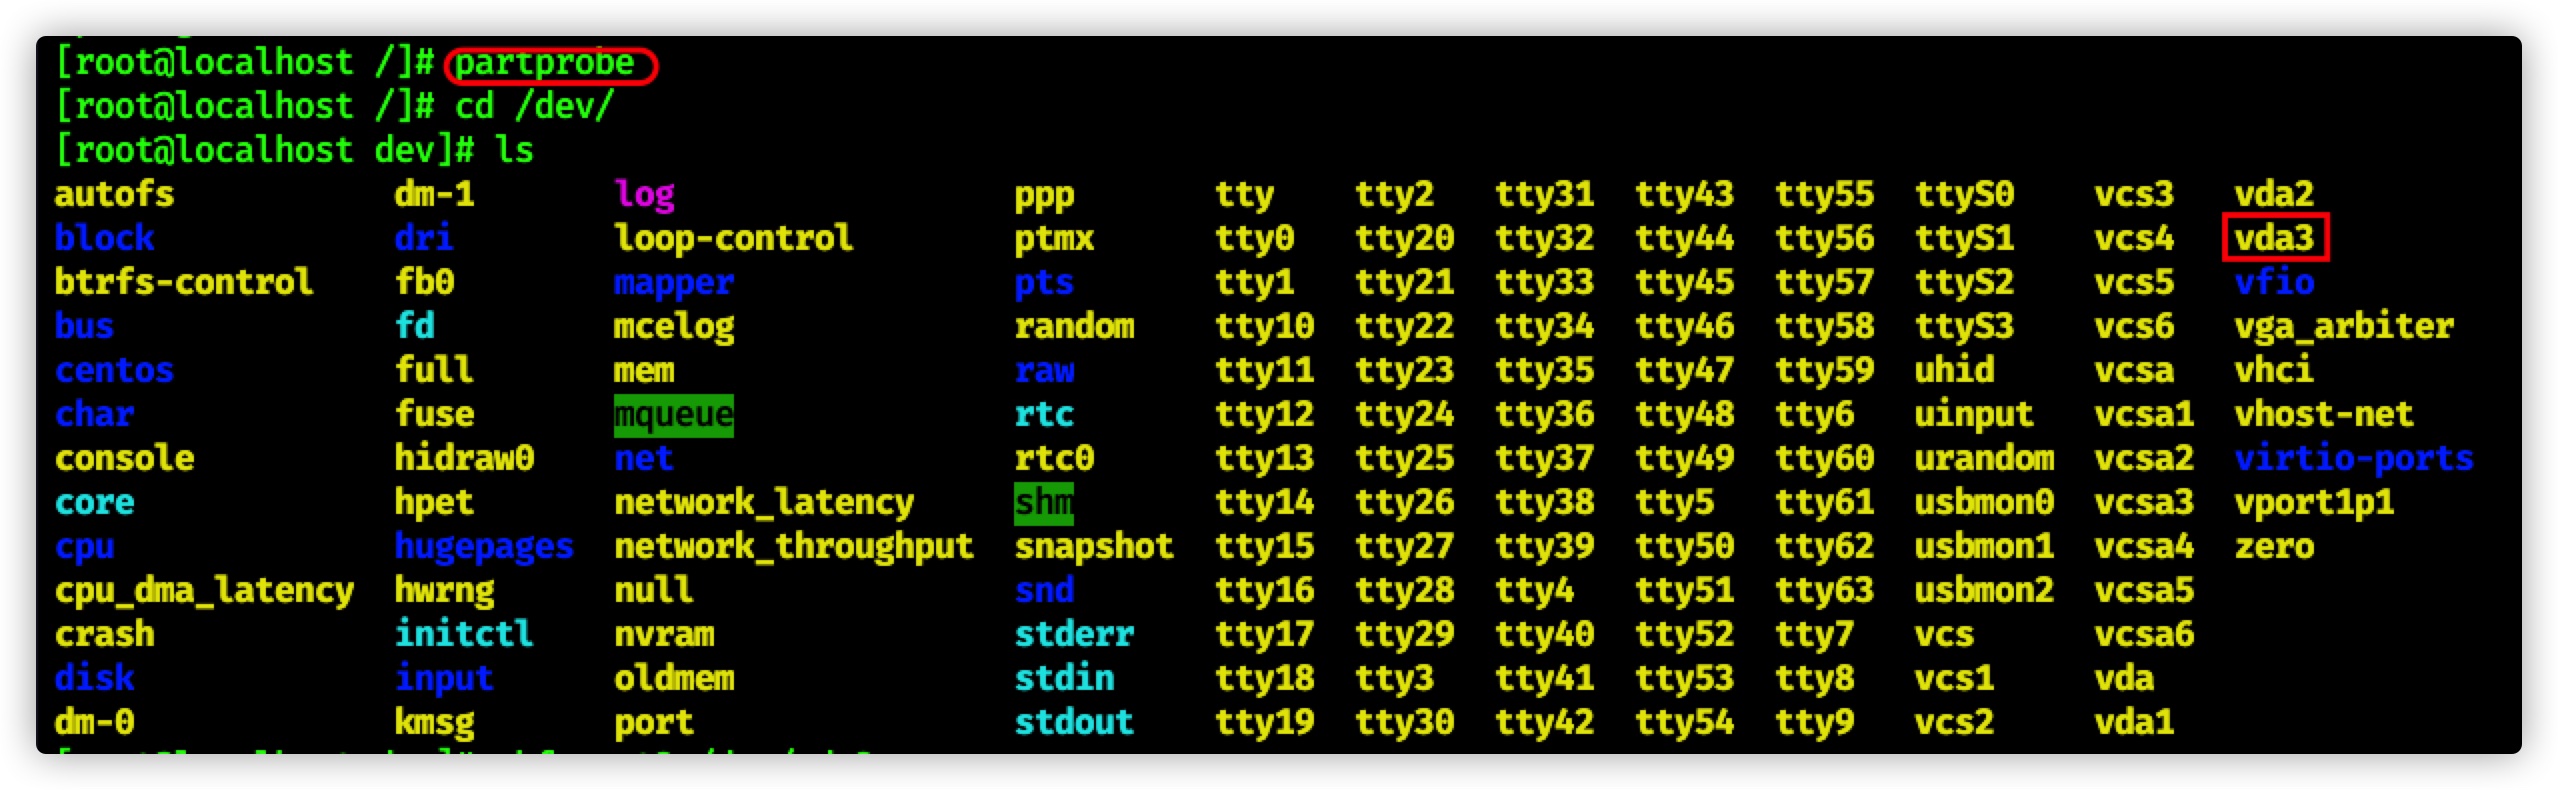 [root@localhost /]# partprobe
[root@localhost /]# cd /dev/
[root@localhost dev]# ls
autofs dm-1 log ppp tty tty2 tty31 tty43 tty55 ttyS0 vcs3 vda2
block dri loop-control ptmx tty0 tty20 tty32 tty44 tty56 ttyS1 vcs4 vda3
btrfs-control fb0 mapper pts tty1 tty21 tty33 tty45 tty57 ttyS2 vcs5 vfio
bus fd mcelog random tty10 tty22 tty34 tty46 tty58 ttyS3 vcs6 vga_arbiter
centos full mem raw tty11 tty23 tty35 tty47 tty59 uhid vcsa vhci
char fuse mqueue rtc tty12 tty24 tty36 tty48 tty6 uinput vcsa1 vhost-net
console hidraw0 net rtc0 tty13 tty25 tty37 tty49 tty60 urandom vcsa2 virtio-ports
core hpet network_latency shm tty14 tty26 tty38 tty5 tty61 usbmon0 vcsa3 vport1p1
cpu hugepages network_throughput snapshot tty15 tty27 tty39 tty50 tty62 usbmon1 vcsa4 zero
cpu_dma_latency hwrng null snd tty16 tty28 tty4 tty51 tty63 usbmon2 vcsa5
crash initctl nvram stderr tty17 tty29 tty40 tty52 tty7 vcs vcsa6
disk input oldmem stdin tty18 tty3 tty41 tty53 tty8 vcs1 vda
dm-0 kmsg port stdout tty19 tty30 tty42 tty54 tty9 vcs2 vda1